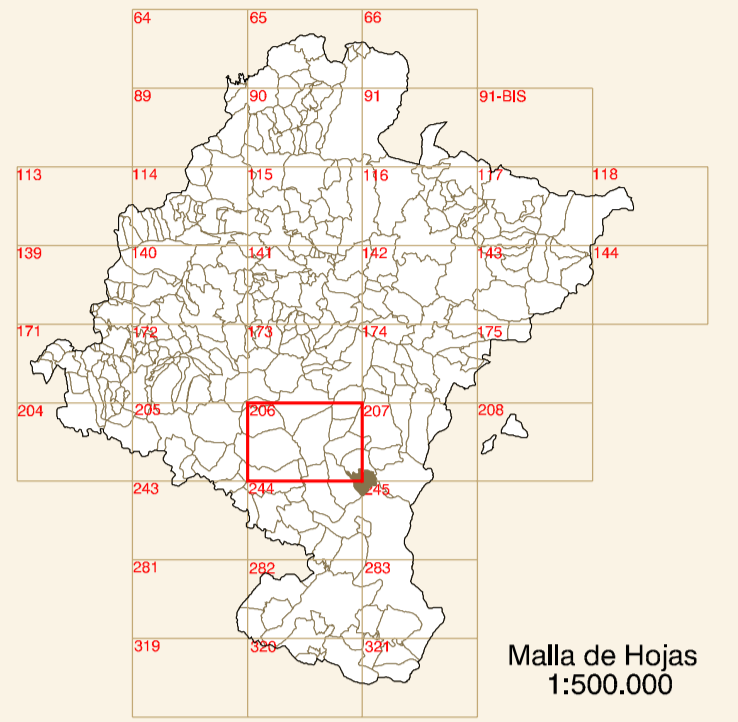 64 65 66
89 90 91 91-BIS
113 114 115 116 117 118
139 140 141 142 143 144
171 172 173 174 175
204 205 206 207 208
243 244 245
281 282 283
319 320 321
Malla de Hojas
1:500.000